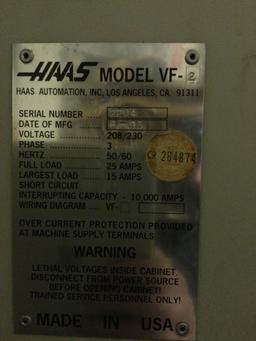 HAAS MODEL VF-2
HAAS AUTOMATION, INC, LOS ANGELES, CA. 91311
SERIAL NUMBER
DATE OF MFG
VOLTAGE 208/230
PHASE 3
HERTZ 50/60
FULL LOAD 25 AMPS
LARGEST LOAD 15 AMPS
SHORT CIRCUIT
INTERRUPTING CAPACITY - 10,000 AMPS
WIRING DIAGRAM VF-
CR 284874
OVER CURRENT PROTECTION PROVIDED
AT MACHINE SUPPLY TERMINALS
WARNING
LETHAL VOLTAGES INSIDE CABINET,
DISCONNECT FROM POWER SOURCE
BEFORE OPENING CABINET!
TRAINED SERVICE PERSONNEL ONLY!
MADE IN USA